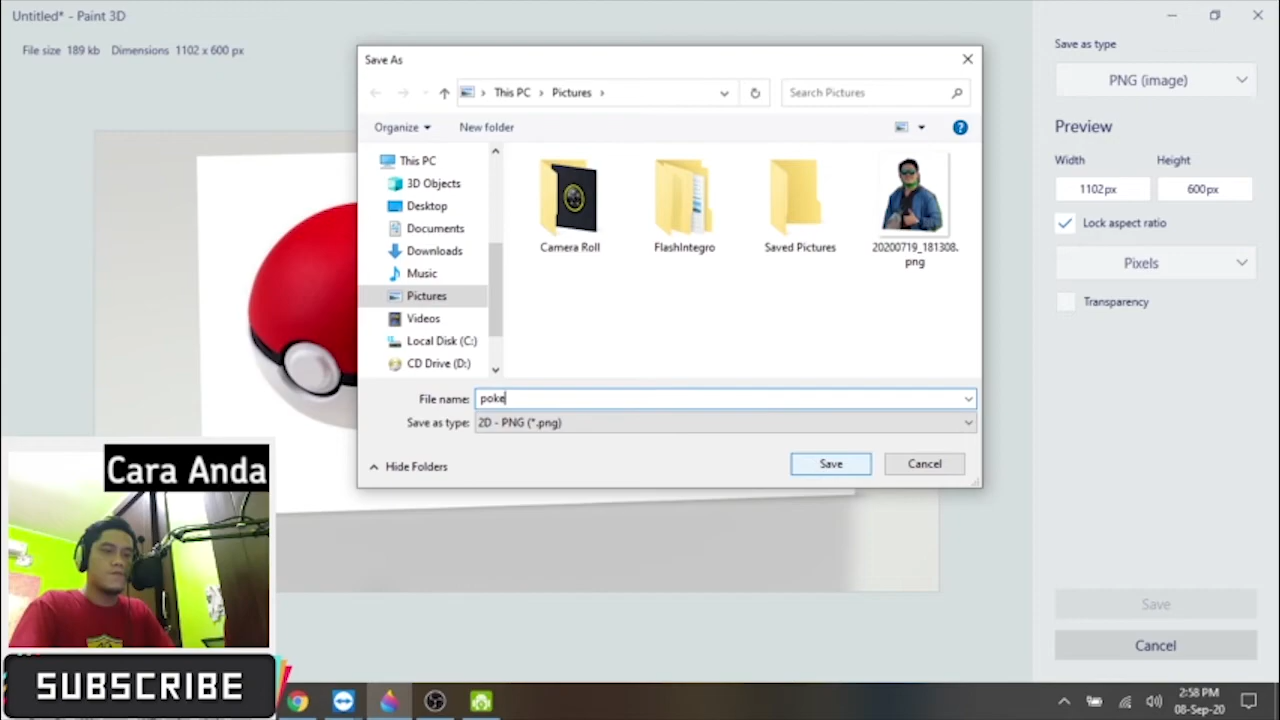 Untitled* - Paint 3D
File size 189 kb Dimensions 1102 x 600 px
Save As
This PC Pictures
Search Pictures
Organize
New folder
This PC
3D Objects
Desktop
Documents
Downloads
Music
Pictures
Videos
Local Disk (C:)
CD Drive (D:)
Camera Roll
FlashIntegro
Saved Pictures
20200719_181308.
png
File name: poke
Save as type: 2D - PNG (*.png)
Hide Folders
Save
Cancel
Save as type
PNG (image)
Preview
Width
Height
1102px
600px
Lock aspect ratio
Pixels
Transparency
Save
Cancel
Cara Anda
SUBSCRIBE
2:58 PM
08-Sep-20